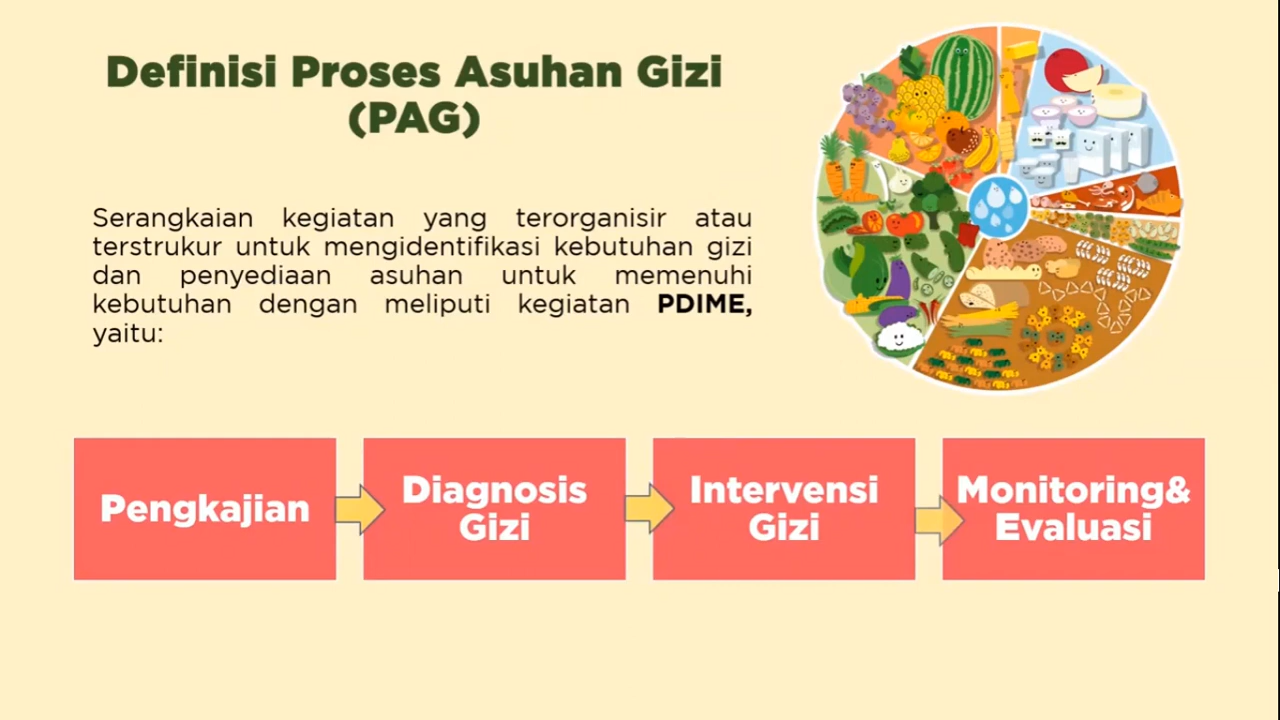 Definisi Proses Asuhan Gizi
(PAG)
Serangkaian kegiatan yang terorganisir atau
terstrukur untuk mengidentifikasi kebutuhan gizi
dan penyediaan asuhan untuk memenuhi
kebutuhan dengan meliputi kegiatan PDIME,
yaitu:
Pengkajian
Diagnosis
Gizi
Intervensi
Gizi
Monitoring&
Evaluasi